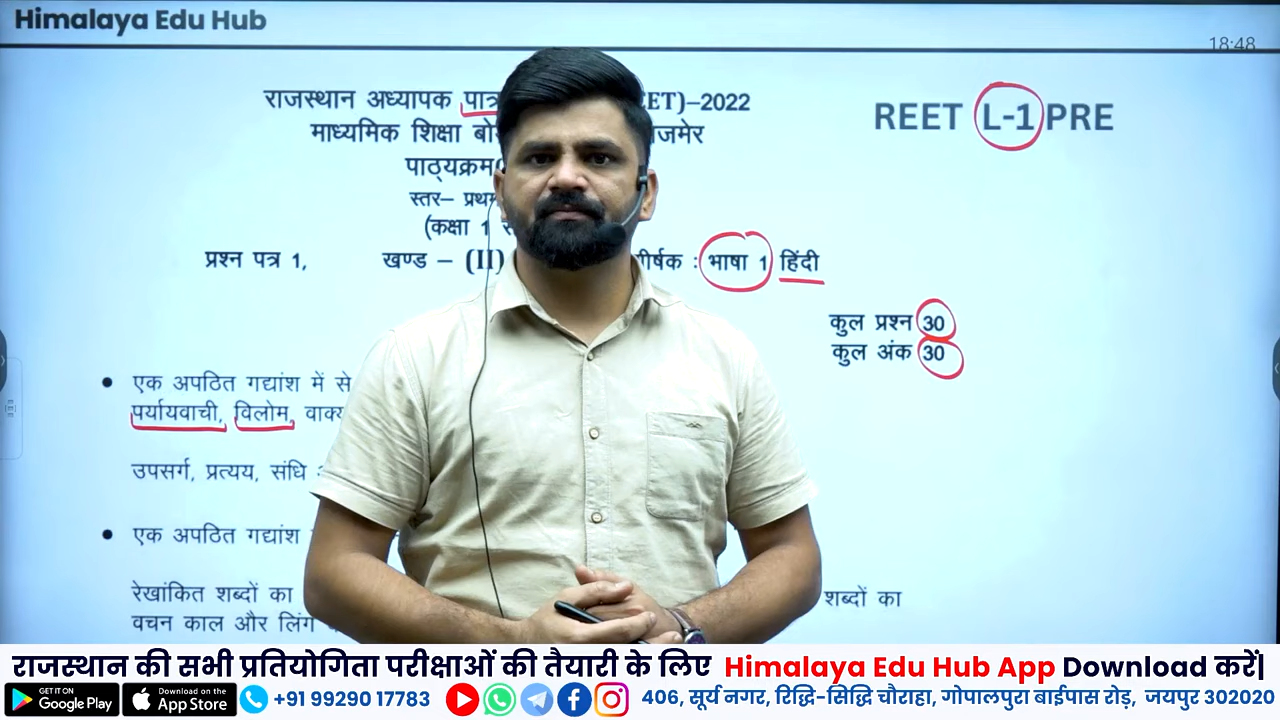 Himalaya Edu Hub
18:48
राजस्थान अध्यापक ET)–2022
REET L-1 PRE
माध्यमिक शिक्षा
पाठ्यक्रम
स्तर–
(कक्षा 1
प्रश्न पत्र 1, खण्ड – (II) : भाषा 1 हिंदी
कुल प्रश्न 30
कुल अंक 30
• एक अपठित गद्यांश में से
पर्यायवाची, विलोम,
उपसर्ग, प्रत्यय, संधि
• एक अपठित गद्यांश
रेखांकित शब्दों का शब्दों का
वचन काल और लिंग
राजस्थान की सभी प्रतियोगिता परीक्षाओं की तैयारी के लिए Himalaya Edu Hub App Download करें|
GET IT ON Google Play Download on the App Store +91 99290 17783 406, सूर्य नगर, रिद्धि-सिद्धि चौराहा, गोपालपुरा बाईपास रोड़, जयपुर 302020